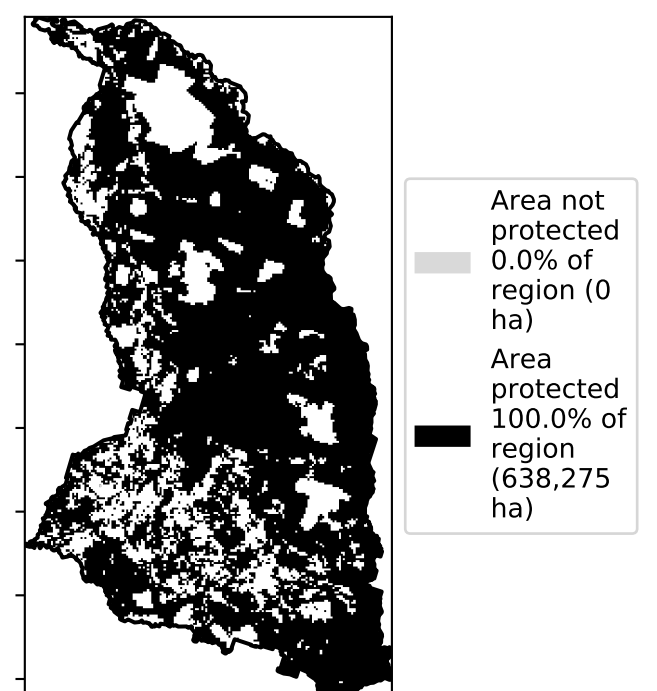 Area not
protected
0.0% of
region (0
ha)
Area
protected
100.0% of
region
(638,275
ha)